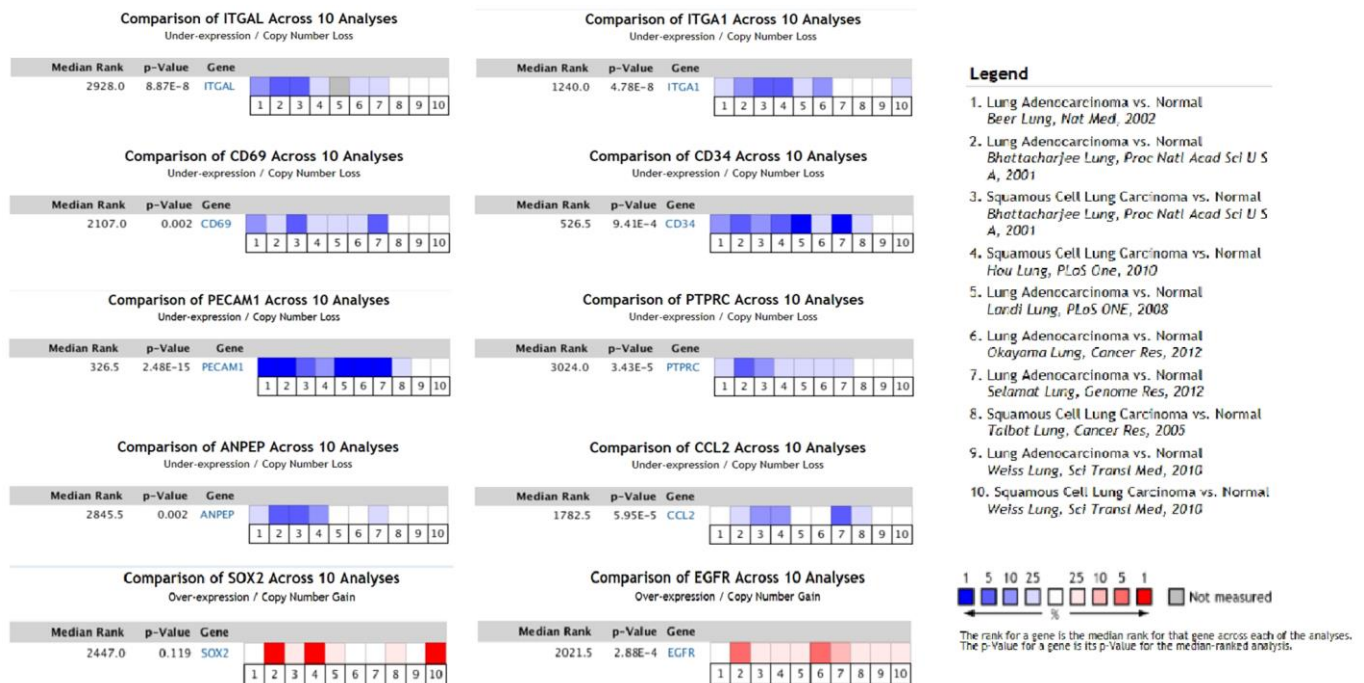 Comparison of ITGAL Across 10 Analyses
Under-expression / Copy Number Loss
Median Rank p-Value Gene
2928.0 8.87E-8 ITGAL
1 2 3 4 5 6 7 8 9 10
Comparison of ITGA1 Across 10 Analyses
Under-expression / Copy Number Loss
Median Rank p-Value Gene
1240.0 4.78E-8 ITGA1
1 2 3 4 5 6 7 8 9 10
Comparison of CD69 Across 10 Analyses
Under-expression / Copy Number Loss
Median Rank p-Value Gene
2107.0 0.002 CD69
1 2 3 4 5 6 7 8 9 10
Comparison of CD34 Across 10 Analyses
Under-expression / Copy Number Loss
Median Rank p-Value Gene
526.5 9.41E-4 CD34
1 2 3 4 5 6 7 8 9 10
Comparison of PECAM1 Across 10 Analyses
Under-expression / Copy Number Loss
Median Rank p-Value Gene
326.5 2.48E-15 PECAM1
1 2 3 4 5 6 7 8 9 10
Comparison of PTPRC Across 10 Analyses
Under-expression / Copy Number Loss
Median Rank p-Value Gene
3024.0 3.43E-5 PTPRC
1 2 3 4 5 6 7 8 9 10
Comparison of ANPEP Across 10 Analyses
Under-expression / Copy Number Loss
Median Rank p-Value Gene
2845.5 0.002 ANPEP
1 2 3 4 5 6 7 8 9 10
Comparison of CCL2 Across 10 Analyses
Under-expression / Copy Number Loss
Median Rank p-Value Gene
1782.5 5.95E-5 CCL2
1 2 3 4 5 6 7 8 9 10
Comparison of SOX2 Across 10 Analyses
Over-expression / Copy Number Gain
Median Rank p-Value Gene
2447.0 0.119 SOX2
1 2 3 4 5 6 7 8 9 10
Comparison of EGFR Across 10 Analyses
Over-expression / Copy Number Gain
Median Rank p-Value Gene
2021.5 2.88E-4 EGFR
1 2 3 4 5 6 7 8 9 10
Legend
1. Lung Adenocarcinoma vs. Normal
Beer Lung, Nat Med, 2002
2. Lung Adenocarcinoma vs. Normal
Bhattacharjee Lung, Proc Natl Acad Sci U S
A, 2001
3. Squamous Cell Lung Carcinoma vs. Normal
Bhattacharjee Lung, Proc Natl Acad Sci U S
A, 2001
4. Squamous Cell Lung Carcinoma vs. Normal
Hou Lung, PLoS One, 2010
5. Lung Adenocarcinoma vs. Normal
Landi Lung, PLoS ONE, 2008
6. Lung Adenocarcinoma vs. Normal
Okayama Lung, Cancer Res, 2012
7. Lung Adenocarcinoma vs. Normal
Selamat Lung, Genome Res, 2012
8. Squamous Cell Lung Carcinoma vs. Normal
Talbot Lung, Cancer Res, 2005
9. Lung Adenocarcinoma vs. Normal
Weiss Lung, Sci Transl Med, 2010
10. Squamous Cell Lung Carcinoma vs. Normal
Weiss Lung, Sci Transl Med, 2010
1 5 10 25 25 10 5 1
Not measured
%
The rank for a gene is the median rank for that gene across each of the analyses.
The p-Value for a gene is its p-Value for the median-ranked analysis.